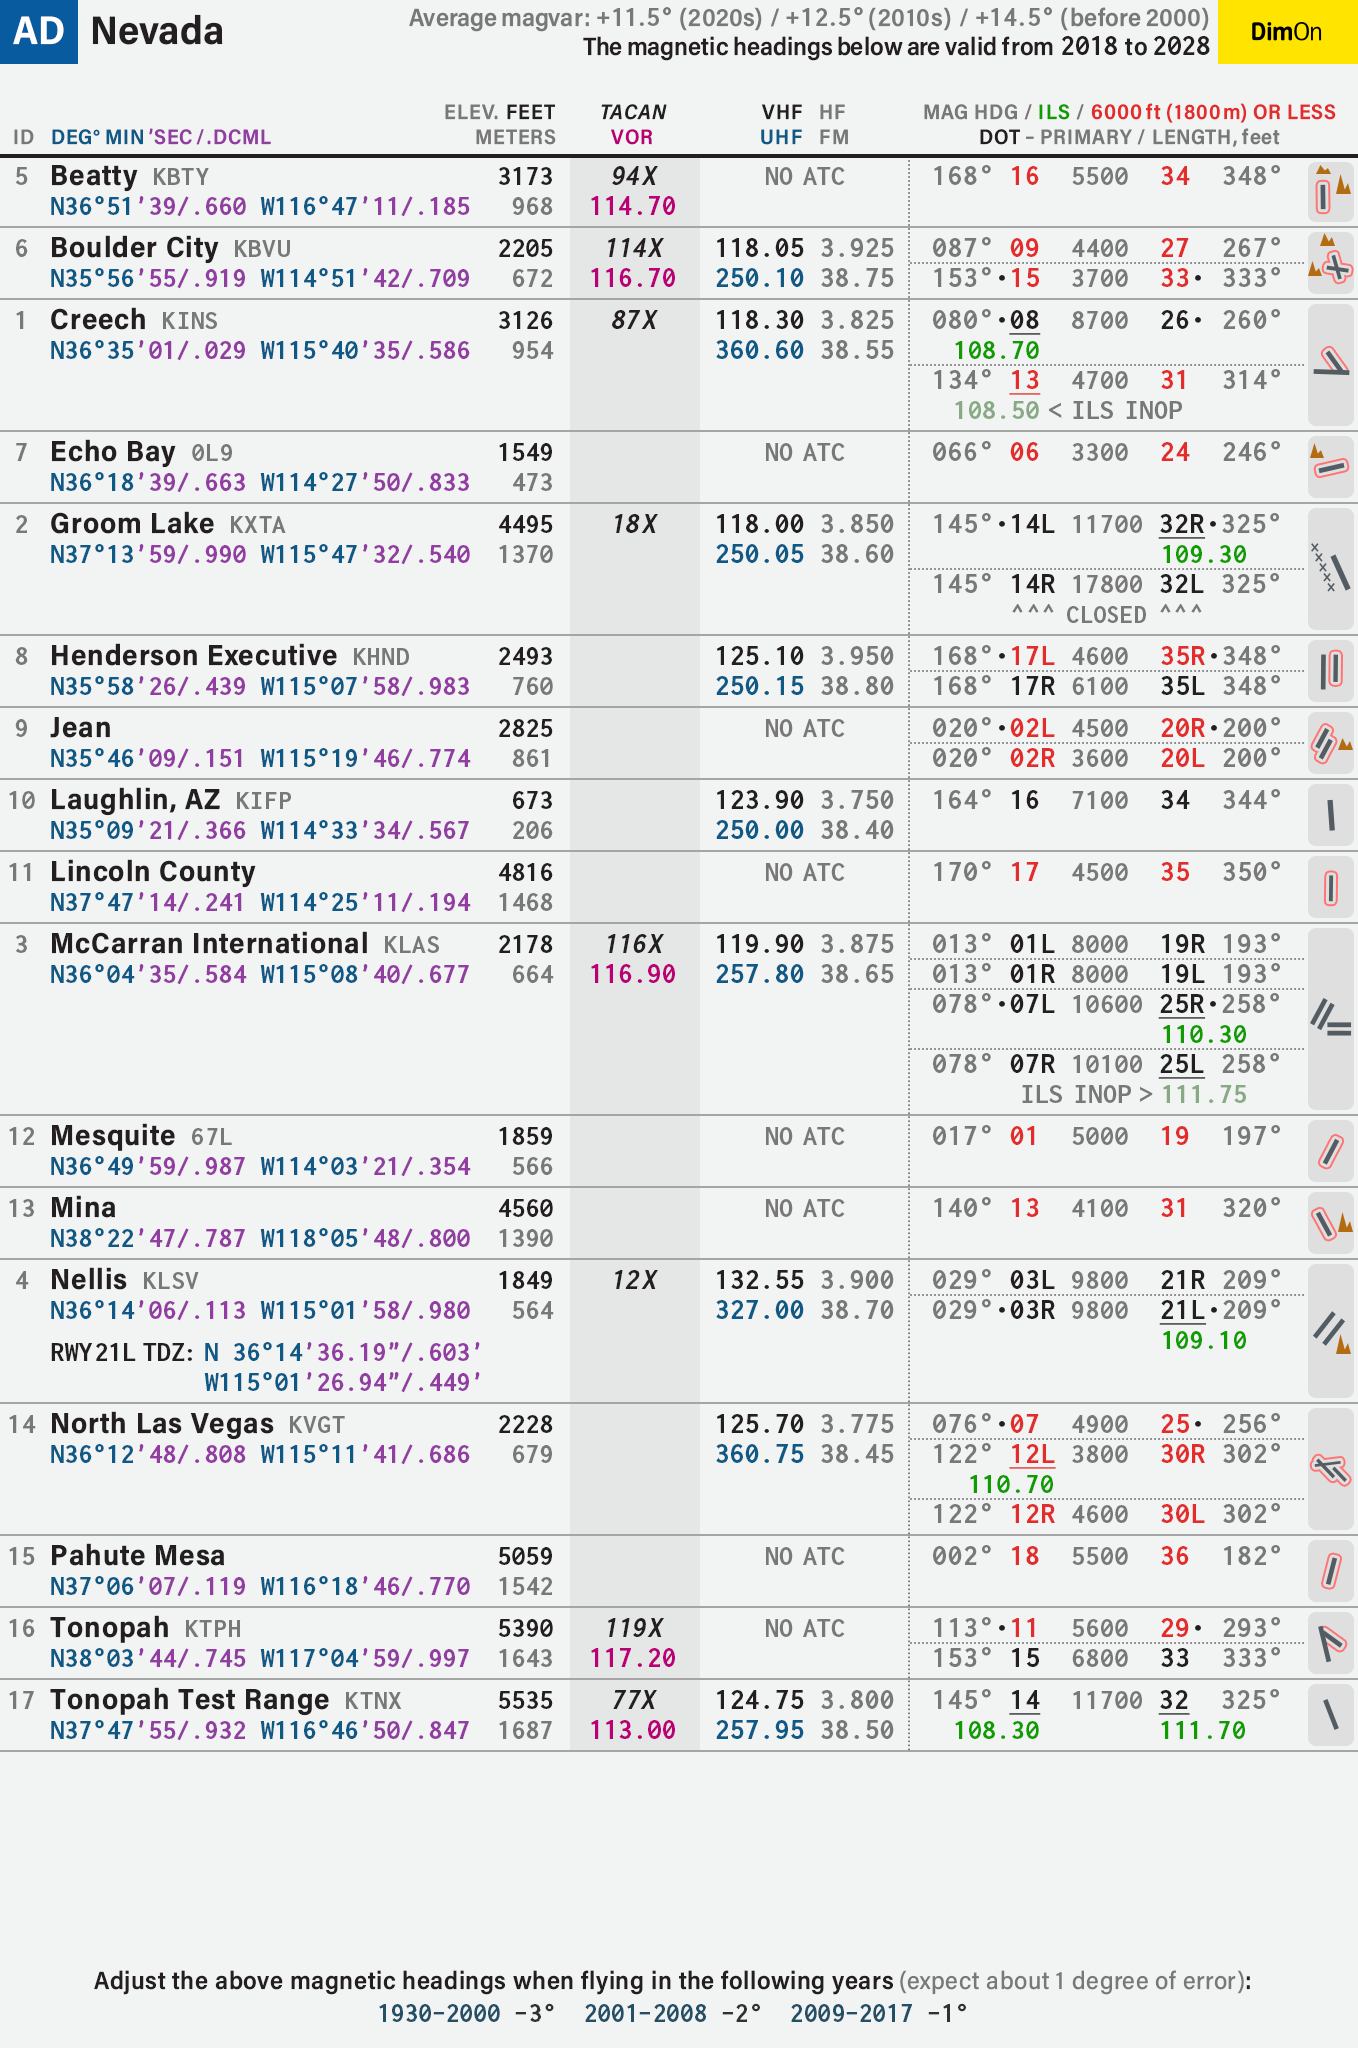 AD Nevada
Average magvar: +11.5° (2020s) / +12.5° (2010s) / +14.5° (before 2000)
The magnetic headings below are valid from 2018 to 2028
DimOn
ELEV. FEET TACAN VHF HF MAG HDG / ILS / 6000 ft (1800 m) OR LESS
ID DEG° MIN 'SEC /.DCML METERS VOR UHF FM DOT – PRIMARY / LENGTH, feet
5 Beatty KBTY 3173 94X NO ATC 168° 16 5500 34 348°
N36°51'39/.660 W116°47'11/.185 968 114.70
6 Boulder City KBVU 2205 114X 118.05 3.925 087° 09 4400 27 267°
N35°56'55/.919 W114°51'42/.709 672 116.70 250.10 38.75 153°•15 3700 33• 333°
1 Creech KINS 3126 87X 118.30 3.825 080°•08 8700 26• 260°
N36°35'01/.029 W115°40'35/.586 954 360.60 38.55 108.70
134° 13 4700 31 314°
108.50 < ILS INOP
7 Echo Bay 0L9 1549 NO ATC 066° 06 3300 24 246°
N36°18'39/.663 W114°27'50/.833 473
2 Groom Lake KXTA 4495 18X 118.00 3.850 145°•14L 11700 32R•325°
N37°13'59/.990 W115°47'32/.540 1370 250.05 38.60 109.30
145° 14R 17800 32L 325°
^^^ CLOSED ^^^
8 Henderson Executive KHND 2493 125.10 3.950 168°•17L 4600 35R•348°
N35°58'26/.439 W115°07'58/.983 760 250.15 38.80 168° 17R 6100 35L 348°
9 Jean 2825 NO ATC 020°•02L 4500 20R•200°
N35°46'09/.151 W115°19'46/.774 861 020° 02R 3600 20L 200°
10 Laughlin, AZ KIFP 673 123.90 3.750 164° 16 7100 34 344°
N35°09'21/.366 W114°33'34/.567 206 250.00 38.40
11 Lincoln County 4816 NO ATC 170° 17 4500 35 350°
N37°47'14/.241 W114°25'11/.194 1468
3 McCarran International KLAS 2178 116X 119.90 3.875 013° 01L 8000 19R 193°
N36°04'35/.584 W115°08'40/.677 664 116.90 257.80 38.65 013° 01R 8000 19L 193°
078°•07L 10600 25R•258°
110.30
078° 07R 10100 25L 258°
ILS INOP > 111.75
12 Mesquite 67L 1859 NO ATC 017° 01 5000 19 197°
N36°49'59/.987 W114°03'21/.354 566
13 Mina 4560 NO ATC 140° 13 4100 31 320°
N38°22'47/.787 W118°05'48/.800 1390
4 Nellis KLSV 1849 12X 132.55 3.900 029° 03L 9800 21R 209°
N36°14'06/.113 W115°01'58/.980 564 327.00 38.70 029°•03R 9800 21L•209°
109.10
RWY21L TDZ: N 36°14'36.19"/.603'
W115°01'26.94"/.449'
14 North Las Vegas KVGT 2228 125.70 3.775 076°•07 4900 25• 256°
N36°12'48/.808 W115°11'41/.686 679 360.75 38.45 122° 12L 3800 30R 302°
110.70
122° 12R 4600 30L 302°
15 Pahute Mesa 5059 NO ATC 002° 18 5500 36 182°
N37°06'07/.119 W116°18'46/.770 1542
16 Tonopah KTPH 5390 119X NO ATC 113°•11 5600 29• 293°
N38°03'44/.745 W117°04'59/.997 1643 117.20 153° 15 6800 33 333°
17 Tonopah Test Range KTNX 5535 77X 124.75 3.800 145° 14 11700 32 325°
N37°47'55/.932 W116°46'50/.847 1687 113.00 257.95 38.50 108.30 111.70
Adjust the above magnetic headings when flying in the following years (expect about 1 degree of error):
1930–2000 –3° 2001–2008 –2° 2009–2017 –1°